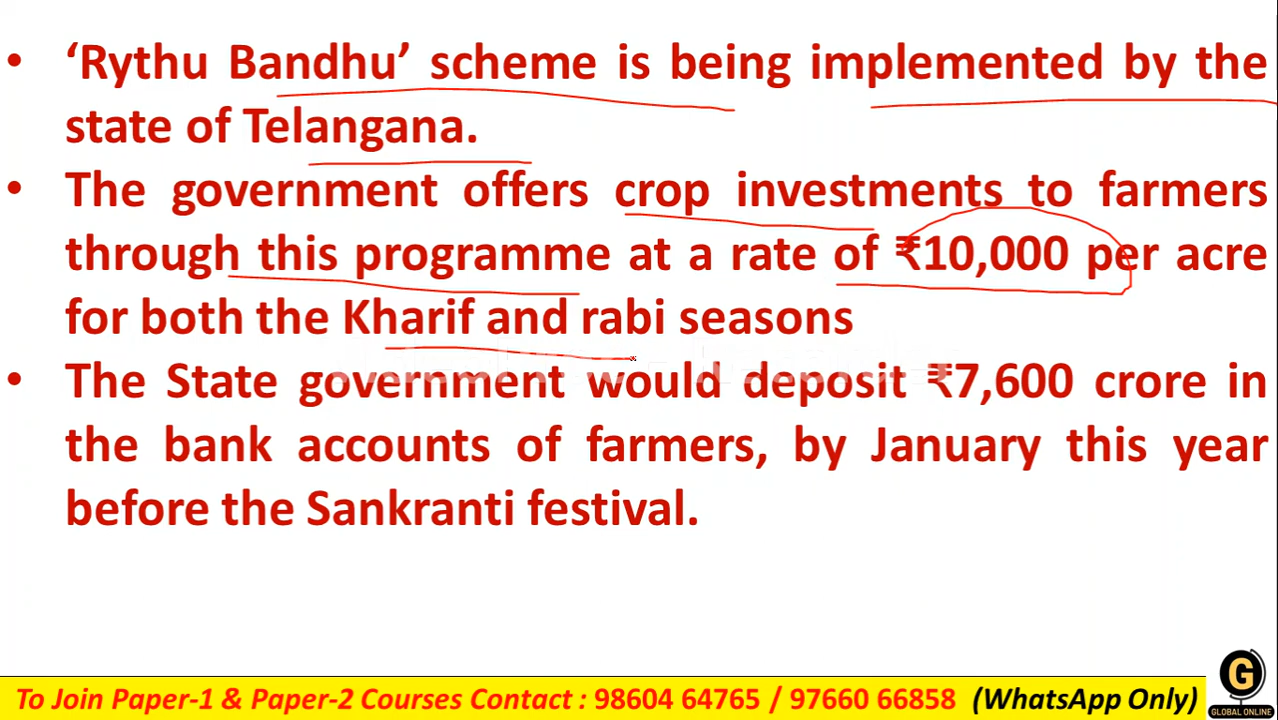 • ‘Rythu Bandhu’ scheme is being implemented by the
state of Telangana.
• The government offers crop investments to farmers
through this programme at a rate of ₹10,000 per acre
for both the Kharif and rabi seasons
• The State government would deposit ₹7,600 crore in
the bank accounts of farmers, by January this year
before the Sankranti festival.
To Join Paper-1 & Paper-2 Courses Contact : 98604 64765 / 97660 66858 (WhatsApp Only)
G
GLOBAL ONLINE